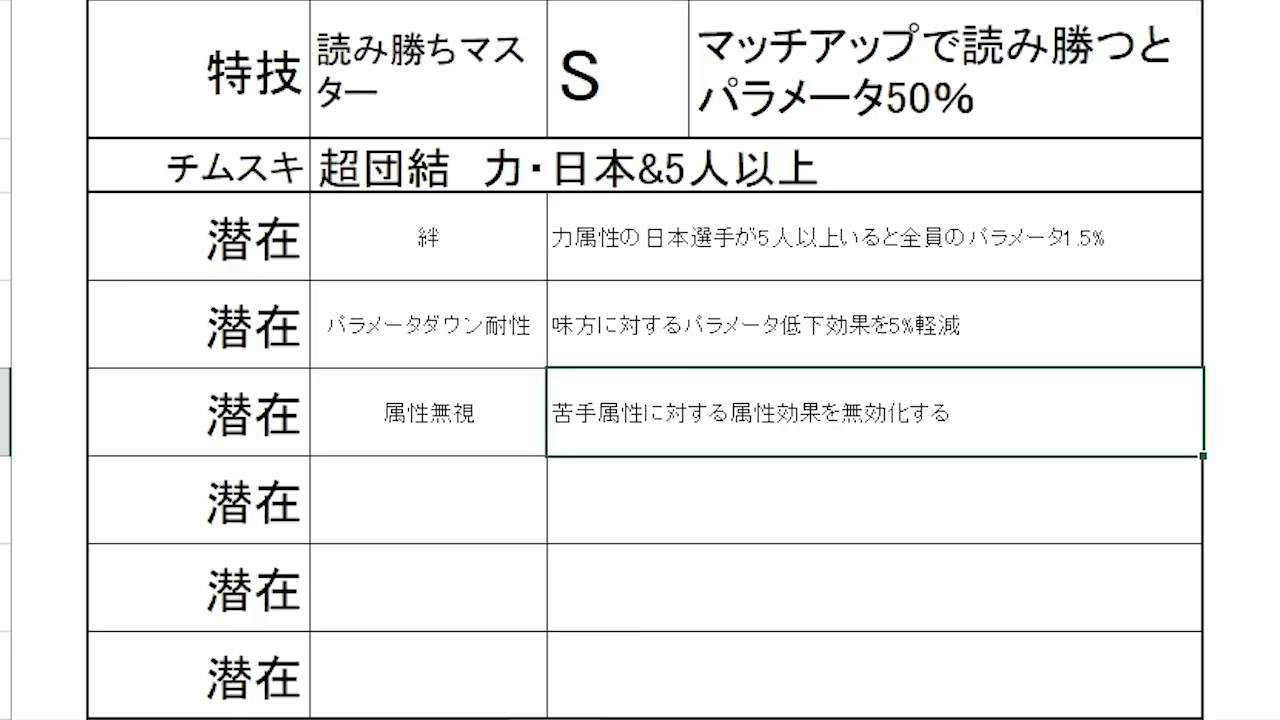 特技 読み勝ちマス
ター S マッチアップで読み勝つと
パラメータ50%
チムスキ 超団結　力・日本&5人以上
潜在 絆 力属性の日本選手が5人以上いると全員のパラメータ1.5%
潜在 パラメータダウン耐性 味方に対するパラメータ低下効果を5%軽減
潜在 属性無視 苦手属性に対する属性効果を無効化する
潜在
潜在
潜在